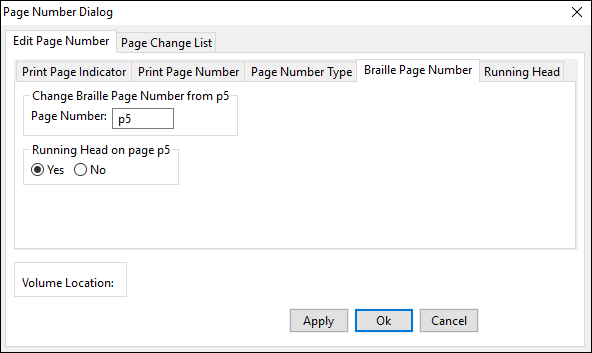 Page Number Dialog
Edit Page Number Page Change List
Print Page Indicator Print Page Number Page Number Type Braille Page Number Running Head
Change Braille Page Number from p5
Page Number: p5
Running Head on page p5
Yes No
Volume Location:
Apply Ok Cancel